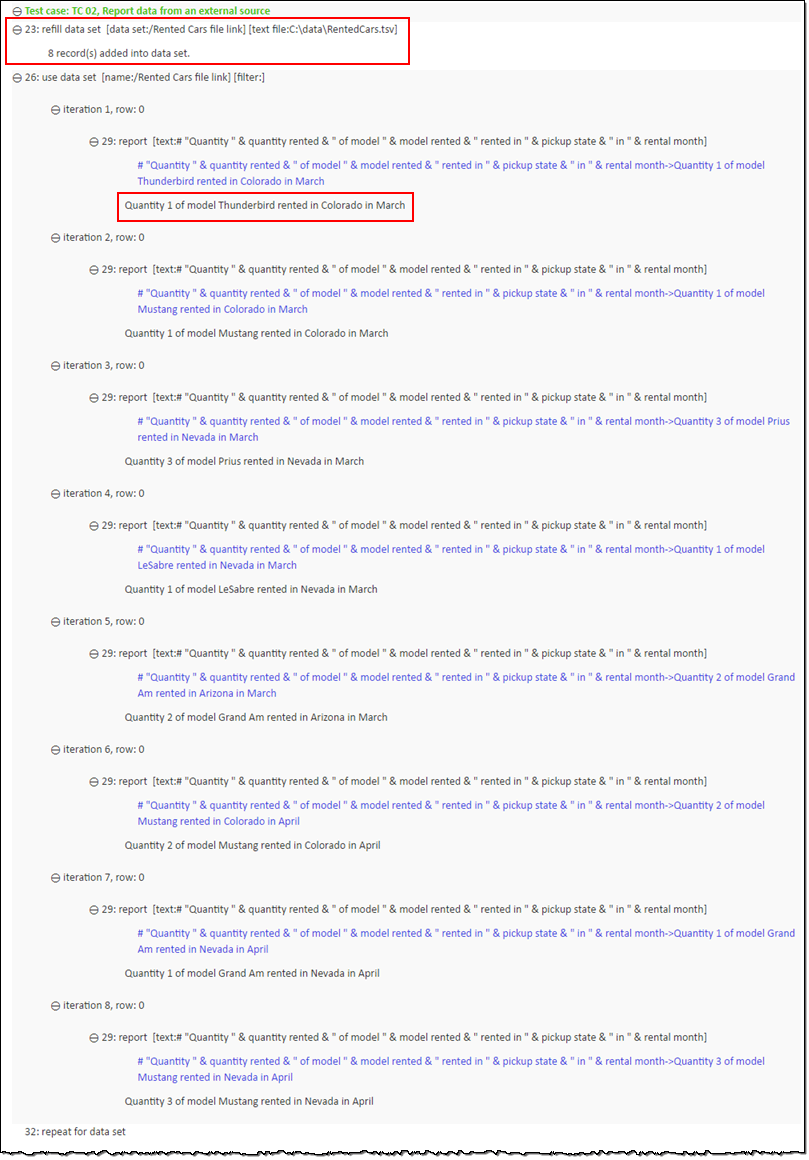 Test case: TC 02, Report data from an external source
23: refill data set [data set:/Rented Cars file link] [text file:C:\data\RentedCars.tsv]
8 record(s) added into data set.
26: use data set [name:/Rented Cars file link] [filter:]
iteration 1, row: 0
29: report [text:# "Quantity " & quantity rented & " of model " & model rented & " rented in " & pickup state & " in " & rental month]
# "Quantity " & quantity rented & " of model " & model rented & " rented in " & pickup state & " in " & rental month->Quantity 1 of model
Thunderbird rented in Colorado in March
Quantity 1 of model Thunderbird rented in Colorado in March
iteration 2, row: 0
29: report [text:# "Quantity " & quantity rented & " of model " & model rented & " rented in " & pickup state & " in " & rental month]
# "Quantity " & quantity rented & " of model " & model rented & " rented in " & pickup state & " in " & rental month->Quantity 1 of model
Mustang rented in Colorado in March
Quantity 1 of model Mustang rented in Colorado in March
iteration 3, row: 0
29: report [text:# "Quantity " & quantity rented & " of model " & model rented & " rented in " & pickup state & " in " & rental month]
# "Quantity " & quantity rented & " of model " & model rented & " rented in " & pickup state & " in " & rental month->Quantity 3 of model Prius
rented in Nevada in March
Quantity 3 of model Prius rented in Nevada in March
iteration 4, row: 0
29: report [text:# "Quantity " & quantity rented & " of model " & model rented & " rented in " & pickup state & " in " & rental month]
# "Quantity " & quantity rented & " of model " & model rented & " rented in " & pickup state & " in " & rental month->Quantity 1 of model
LeSabre rented in Nevada in March
Quantity 1 of model LeSabre rented in Nevada in March
iteration 5, row: 0
29: report [text:# "Quantity " & quantity rented & " of model " & model rented & " rented in " & pickup state & " in " & rental month]
# "Quantity " & quantity rented & " of model " & model rented & " rented in " & pickup state & " in " & rental month->Quantity 2 of model Grand
Am rented in Arizona in March
Quantity 2 of model Grand Am rented in Arizona in March
iteration 6, row: 0
29: report [text:# "Quantity " & quantity rented & " of model " & model rented & " rented in " & pickup state & " in " & rental month]
# "Quantity " & quantity rented & " of model " & model rented & " rented in " & pickup state & " in " & rental month->Quantity 2 of model
Mustang rented in Colorado in April
Quantity 2 of model Mustang rented in Colorado in April
iteration 7, row: 0
29: report [text:# "Quantity " & quantity rented & " of model " & model rented & " rented in " & pickup state & " in " & rental month]
# "Quantity " & quantity rented & " of model " & model rented & " rented in " & pickup state & " in " & rental month->Quantity 1 of model Grand
Am rented in Nevada in April
Quantity 1 of model Grand Am rented in Nevada in April
iteration 8, row: 0
29: report [text:# "Quantity " & quantity rented & " of model " & model rented & " rented in " & pickup state & " in " & rental month]
# "Quantity " & quantity rented & " of model " & model rented & " rented in " & pickup state & " in " & rental month->Quantity 3 of model
Mustang rented in Nevada in April
Quantity 3 of model Mustang rented in Nevada in April
32: repeat for data set